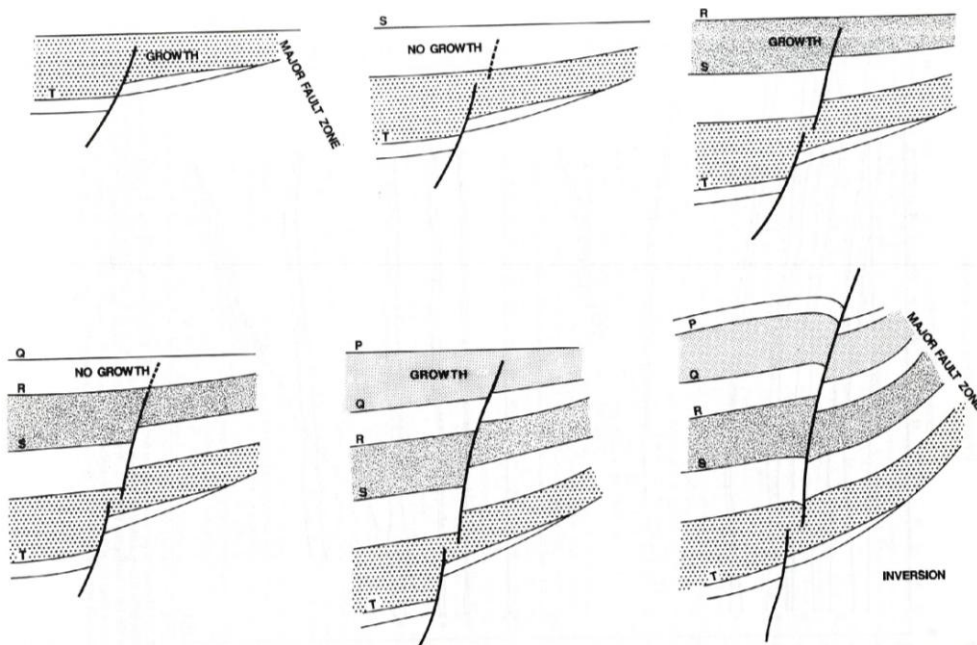 GROWTH
T
MAJOR FAULT ZONE
S
NO GROWTH
T
R
GROWTH
S
T
Q
NO GROWTH
R
S
T
P
GROWTH
Q
R
S
T
P
Q
R
S
T
MAJOR FAULT ZONE
INVERSION